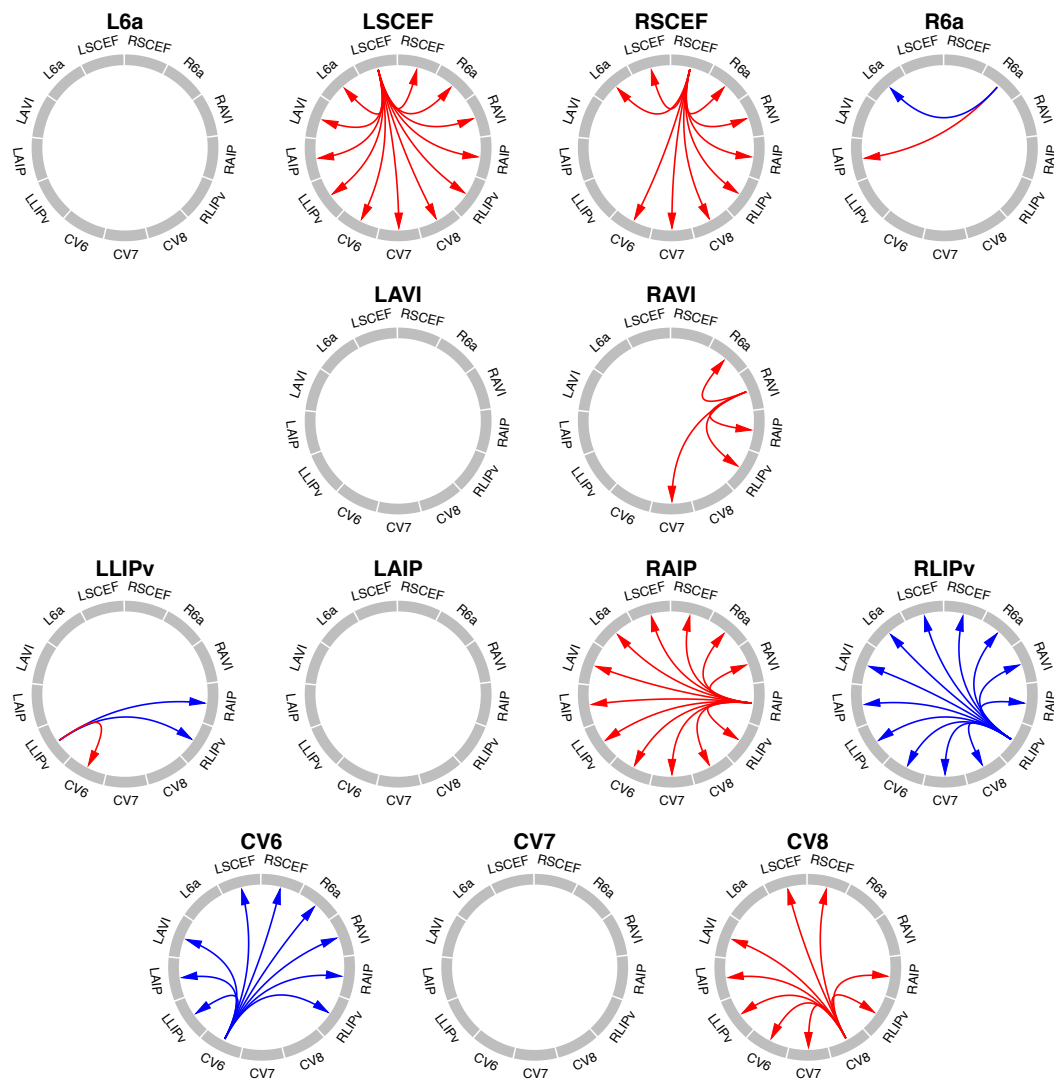 L6a
LSCEF
RSCEF
R6a
LSCEF RSCEF
L6a R6a
LAVI RAVI
LAIP RAIP
LLIPv RLIPv
CV6 CV7 CV8
LSCEF RSCEF
L6a R6a
LAVI RAVI
LAIP RAIP
LLIPv RLIPv
CV6 CV7 CV8
LSCEF RSCEF
L6a R6a
LAVI RAVI
LAIP RAIP
LLIPv RLIPv
CV6 CV7 CV8
LSCEF RSCEF
L6a R6a
LAVI RAVI
LAIP RAIP
LLIPv RLIPv
CV6 CV7 CV8
LAVI
RAVI
LSCEF RSCEF
L6a R6a
LAVI RAVI
LAIP RAIP
LLIPv RLIPv
CV6 CV7 CV8
LSCEF RSCEF
L6a R6a
LAVI RAVI
LAIP RAIP
LLIPv RLIPv
CV6 CV7 CV8
LLIPv
LAIP
RAIP
RLIPv
LSCEF RSCEF
L6a R6a
LAVI RAVI
LAIP RAIP
LLIPv RLIPv
CV6 CV7 CV8
LSCEF RSCEF
L6a R6a
LAVI RAVI
LAIP RAIP
LLIPv RLIPv
CV6 CV7 CV8
LSCEF RSCEF
L6a R6a
LAVI RAVI
LAIP RAIP
LLIPv RLIPv
CV6 CV7 CV8
LSCEF RSCEF
L6a R6a
LAVI RAVI
LAIP RAIP
LLIPv RLIPv
CV6 CV7 CV8
CV6
CV7
CV8
LSCEF RSCEF
L6a R6a
LAVI RAVI
LAIP RAIP
LLIPv RLIPv
CV6 CV7 CV8
LSCEF RSCEF
L6a R6a
LAVI RAVI
LAIP RAIP
LLIPv RLIPv
CV6 CV7 CV8
LSCEF RSCEF
L6a R6a
LAVI RAVI
LAIP RAIP
LLIPv RLIPv
CV6 CV7 CV8